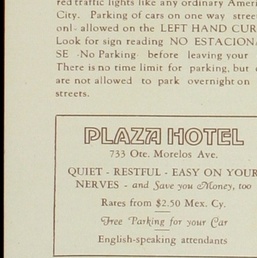 red traffic lights like any ordinary Ameri
City. Parking of cars on one way stree
onl- allowed on the LEFT HAND CUR
Look for sign reading NO ESTACIONA
SE -No Parking before leaving your
There is no time limit for parking, but
are not allowed to park overnight on
streets.
PLAZA HOTEL
733 Ote. Morelos Ave.
QUIET - RESTFUL - EASY ON YOUR
NERVES - and Save you Money, too
Rates from $2.50 Mex. Cy.
Free Parking for your Car
English-speaking attendants